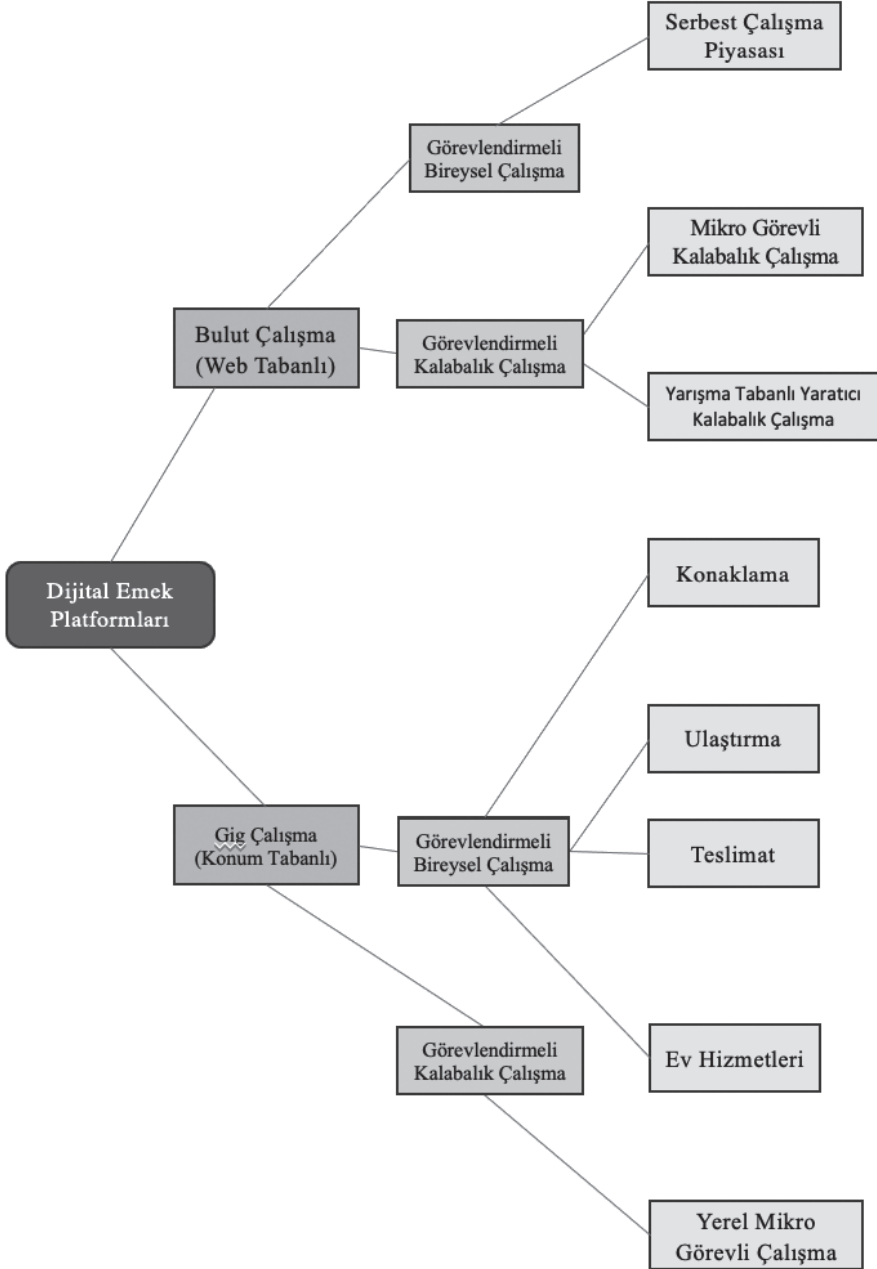 Serbest Çalışma
Piyasası
Görevlendirmeli
Bireysel Çalışma
Mikro Görevli
Kalabalık Çalışma
Bulut Çalışma
(Web Tabanlı)
Görevlendirmeli
Kalabalık Çalışma
Yarışma Tabanlı Yaratıcı
Kalabalık Çalışma
Konaklama
Dijital Emek
Platformları
Ulaştırma
Gig Çalışma
(Konum Tabanlı)
Görevlendirmeli
Bireysel Çalışma
Teslimat
Görevlendirmeli
Kalabalık Çalışma
Ev Hizmetleri
Yerel Mikro
Görevli Çalışma